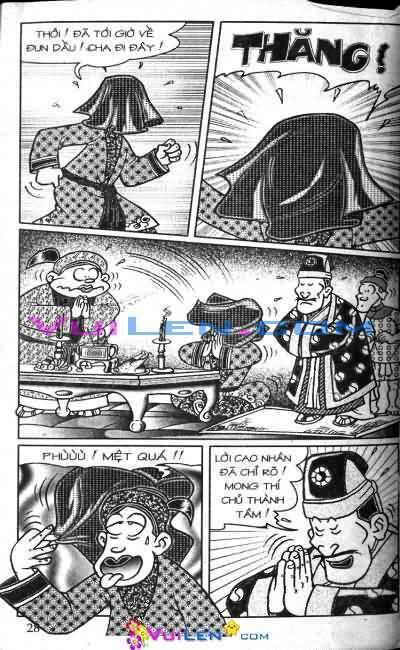 THÔI! ĐÃ TỚI GIỜ VỀ
ĐUN DẦU! CHA ĐI ĐÂY!
THĂNG!
VUILEN.COM
PHÙÙÙ! MỆT QUÁ!!
LỜI CAO NHÂN
ĐÃ CHỈ RÕ!
MONG THÍ
CHỦ THÀNH
TÂM!
28
VUILEN.COM